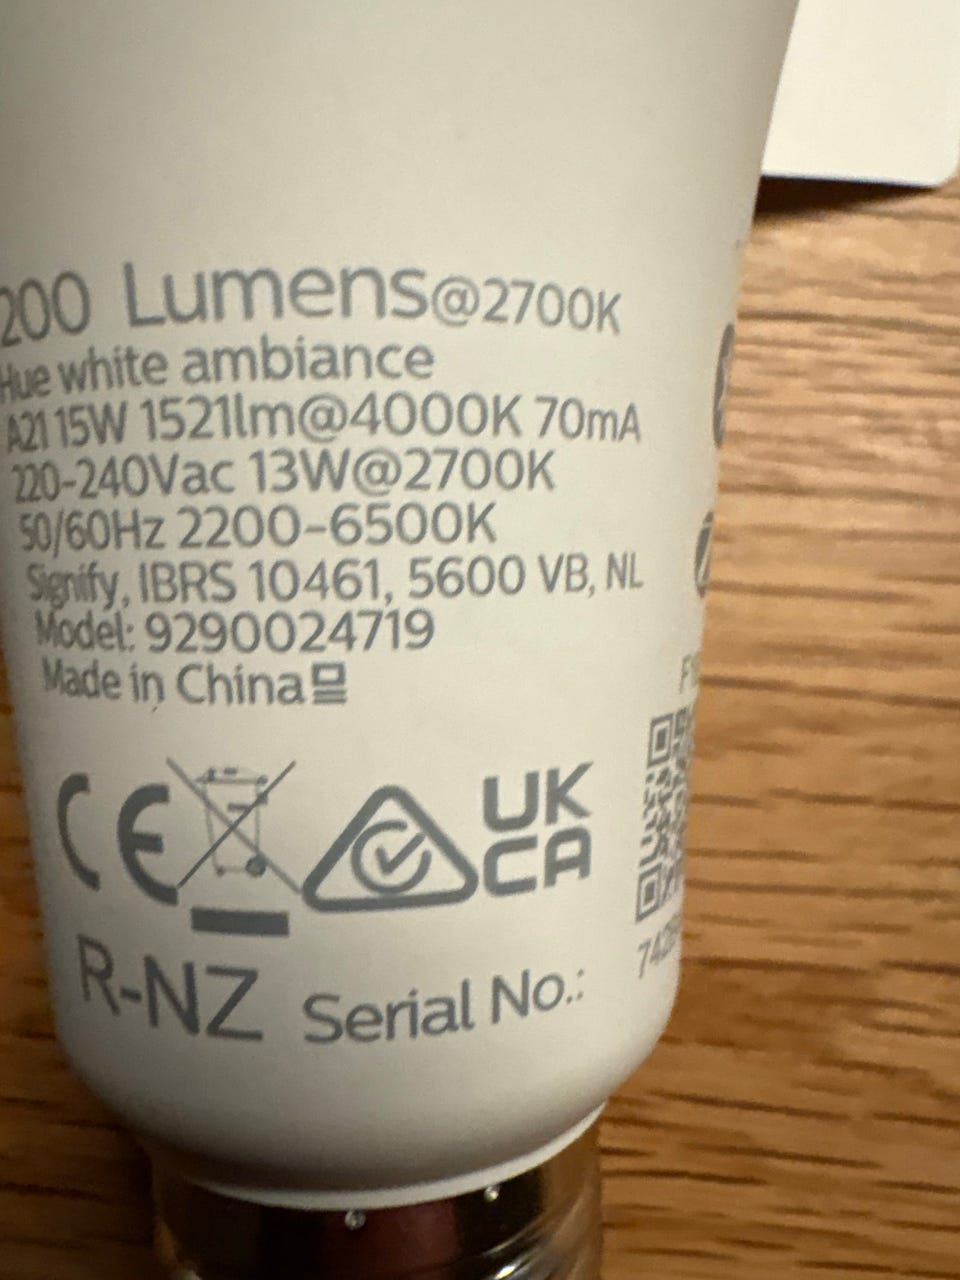 200 Lumens@2700K
Hue white ambiance
A21 15W 1521lm@4000K 70mA
220-240Vac 13W@2700K
50/60Hz 2200-6500K
Signify, IBRS 10461, 5600 VB, NL
Model: 9290024719
Made in China
CE
UK
CA
R-NZ Serial No.: